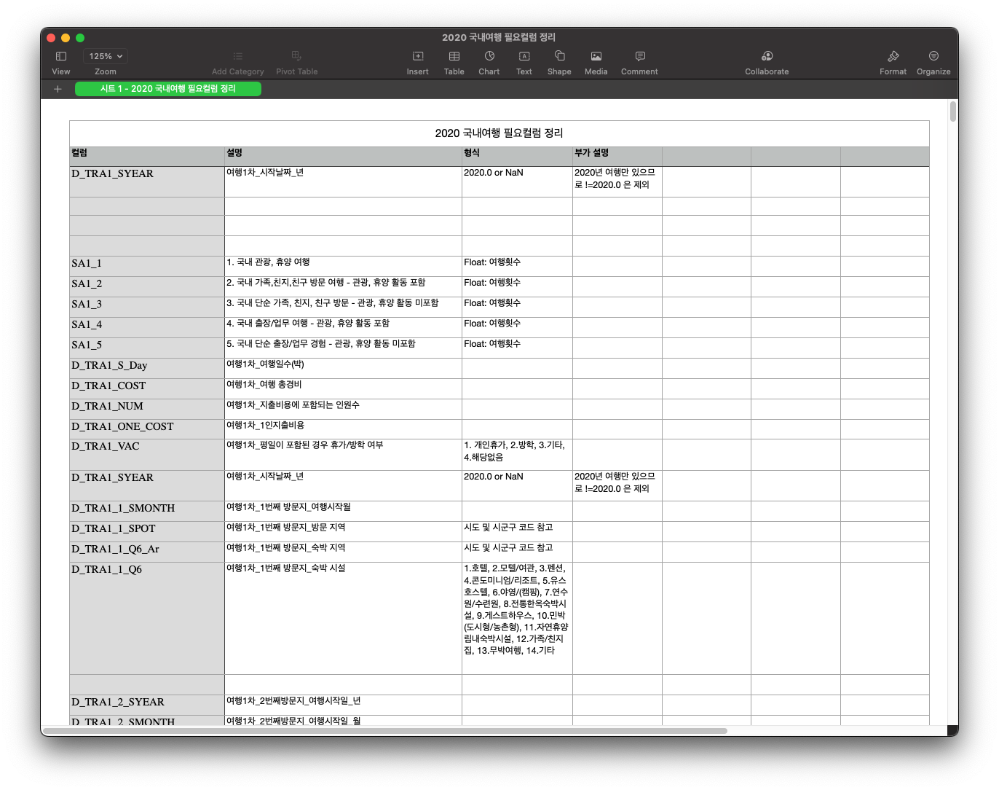 2020 국내여행 필요컬럼 정리
125%
View
Zoom
Add Category
Pivot Table
Insert
Table
Chart
Text
Shape
Media
Comment
Collaborate
Format
Organize
시트 1 - 2020 국내여행 필요컬럼 정리
2020 국내여행 필요컬럼 정리
컬럼 설명 형식 부가 설명
D_TRA1_SYEAR 여행1차_시작날짜_년 2020.0 or NaN 2020년 여행만 있으므
로 !=2020.0 은 제외
SA1_1 1. 국내 관광, 휴양 여행 Float: 여행횟수
SA1_2 2. 국내 가족,친지,친구 방문 여행 - 관광, 휴양 활동 포함 Float: 여행횟수
SA1_3 3. 국내 단순 가족, 친지, 친구 방문 - 관광, 휴양 활동 미포함 Float: 여행횟수
SA1_4 4. 국내 출장/업무 여행 - 관광, 휴양 활동 포함 Float: 여행횟수
SA1_5 5. 국내 단순 출장/업무 경험 - 관광, 휴양 활동 미포함 Float: 여행횟수
D_TRA1_S_Day 여행1차_여행일수(박)
D_TRA1_COST 여행1차_여행 총경비
D_TRA1_NUM 여행1차_지출비용에 포함되는 인원수
D_TRA1_ONE_COST 여행1차_1인지출비용
D_TRA1_VAC 여행1차_평일이 포함된 경우 휴가/방학 여부 1. 개인휴가, 2.방학, 3.기타,
4.해당없음
D_TRA1_SYEAR 여행1차_시작날짜_년 2020.0 or NaN 2020년 여행만 있으므
로 !=2020.0 은 제외
D_TRA1_1_SMONTH 여행1차_1번째 방문지_여행시작월
D_TRA1_1_SPOT 여행1차_1번째 방문지_방문 지역 시도 및 시군구 코드 참고
D_TRA1_1_Q6_Ar 여행1차_1번째 방문지_숙박 지역 시도 및 시군구 코드 참고
D_TRA1_1_Q6 여행1차_1번째 방문지_숙박 시설 1.호텔, 2.모텔/여관, 3.펜션,
4.콘도미니엄/리조트, 5.유스
호스텔, 6.야영/(캠핑), 7.연수
원/수련원, 8.전통한옥숙박시
설, 9.게스트하우스, 10.민박
(도시형/농촌형), 11.자연휴양
림내숙박시설, 12.가족/친지
집, 13.무박여행, 14.기타
D_TRA1_2_SYEAR 여행1차_2번째방문지_여행시작일_년
D_TRA1_2_SMONTH 여행1차_2번째방문지_여행시작일_월